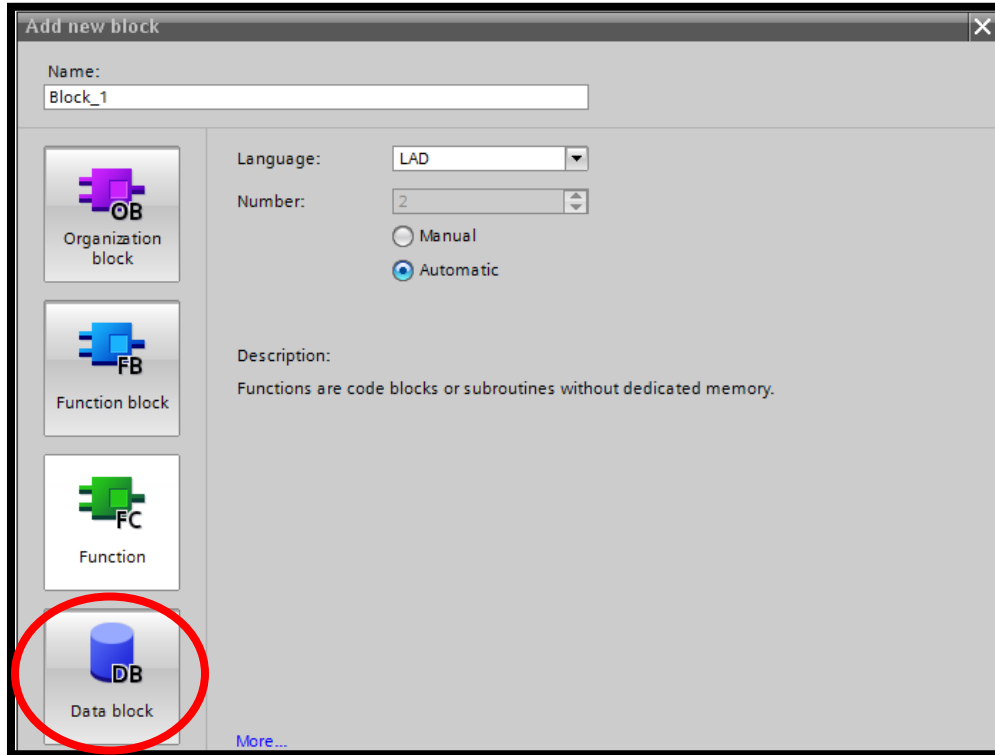 Add new block
Name:
Block_1
OB
Organization
block
FB
Function block
FC
Function
DB
Data block
Language:
LAD
Number:
2
Manual
Automatic
Description:
Functions are code blocks or subroutines without dedicated memory.
More...